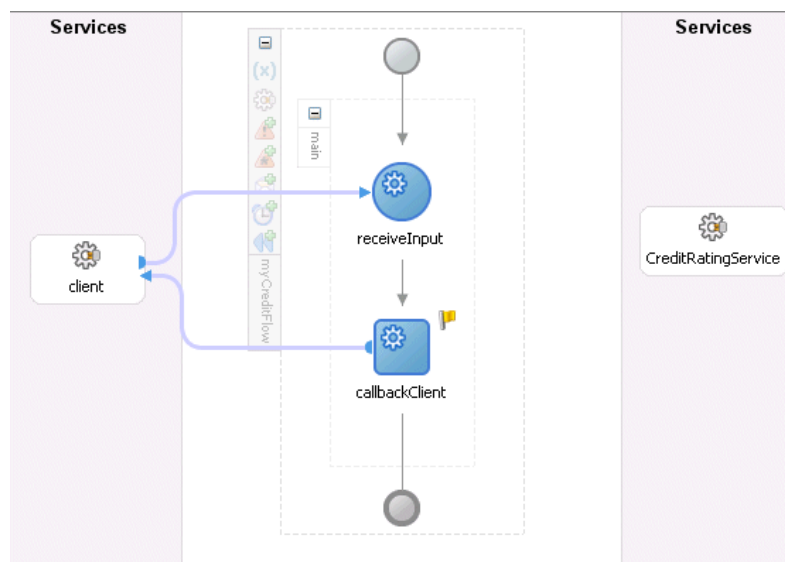 Services
Services
(x)
main
receiveInput
client
CreditRatingService
myCreditFlow
callbackClient